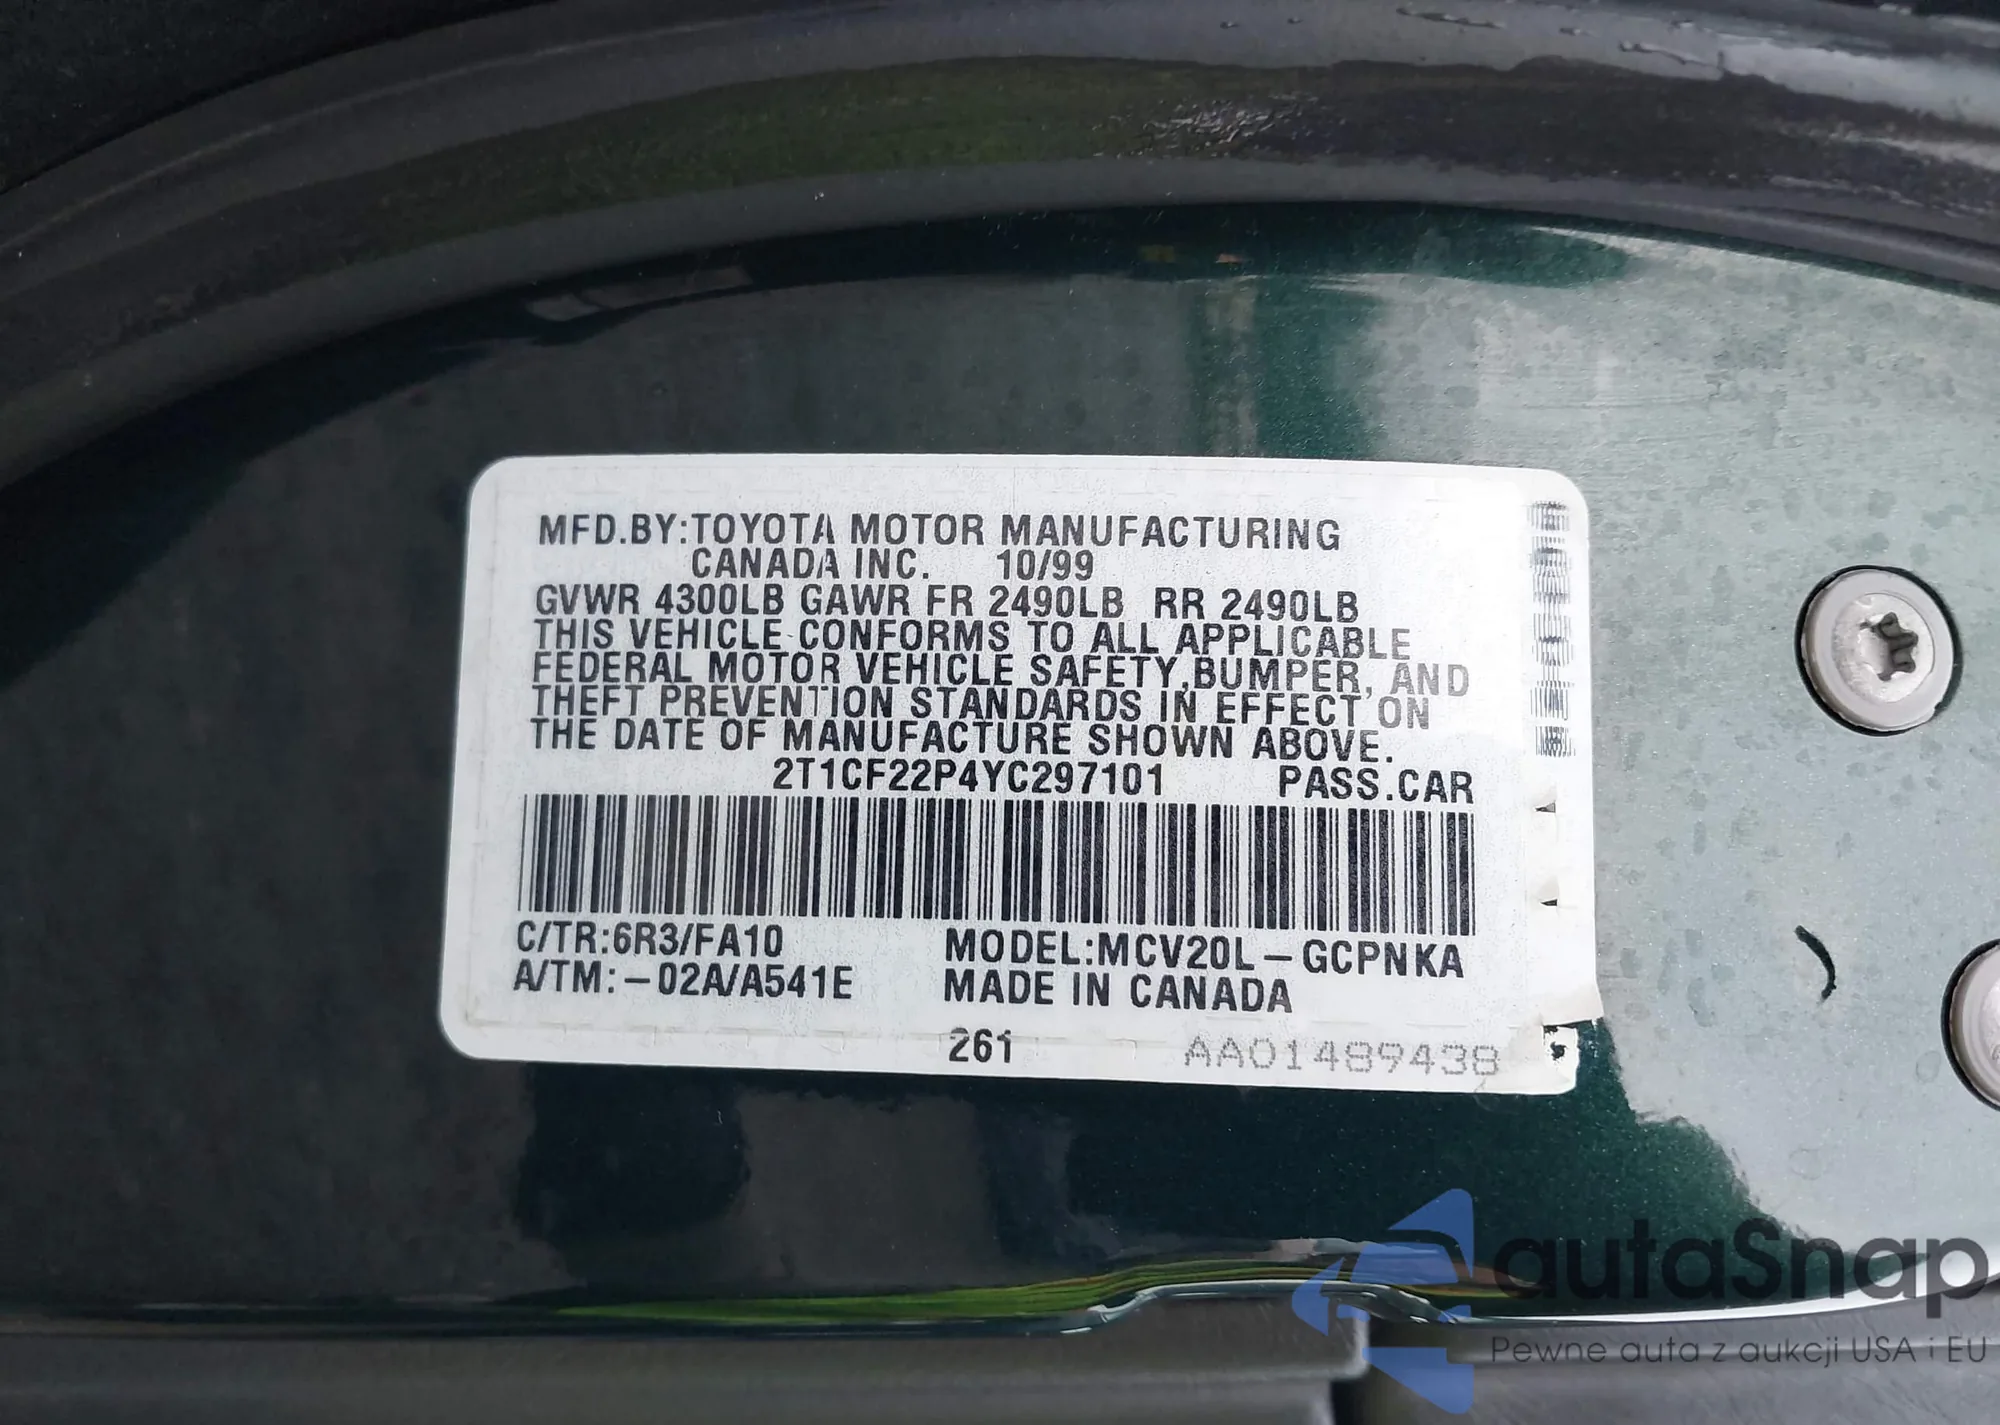 MFD.BY:TOYOTA MOTOR MANUFACTURING
CANADA INC. 10/99
GVWR 4300LB GAWR FR 2490LB RR 2490LB
THIS VEHICLE CONFORMS TO ALL APPLICABLE
FEDERAL MOTOR VEHICLE SAFETY,BUMPER, AND
THEFT PREVENTION STANDARDS IN EFFECT ON
THE DATE OF MANUFACTURE SHOWN ABOVE.
2T1CF22P4YC297101 PASS.CAR
C/TR:6R3/FA10 MODEL:MCV20L-GCPNKA
A/TM:-02A/A541E MADE IN CANADA
261 AA01489438
autaSnap
Pewne auta z aukcji USA i EU